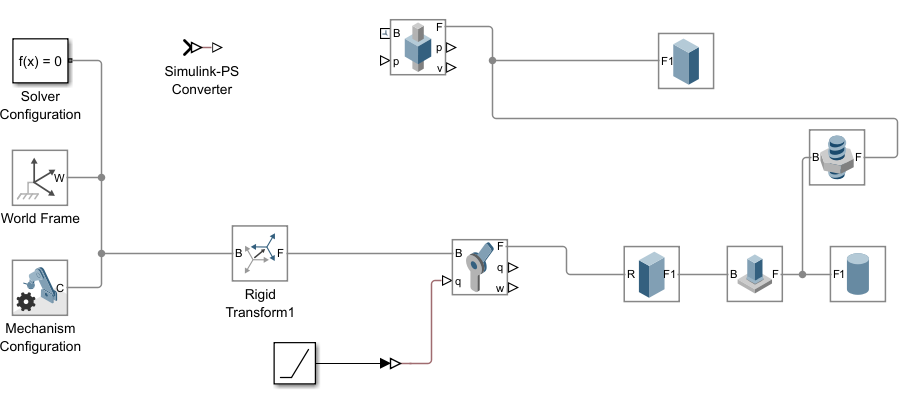 F
B
p
p
v
F1
f(x) = 0
Simulink-PS
Converter
Solver
Configuration
B
F
W
World Frame
B
F
B
F
q
q
w
R
F1
B
F
F1
C
Rigid
Transform1
Mechanism
Configuration